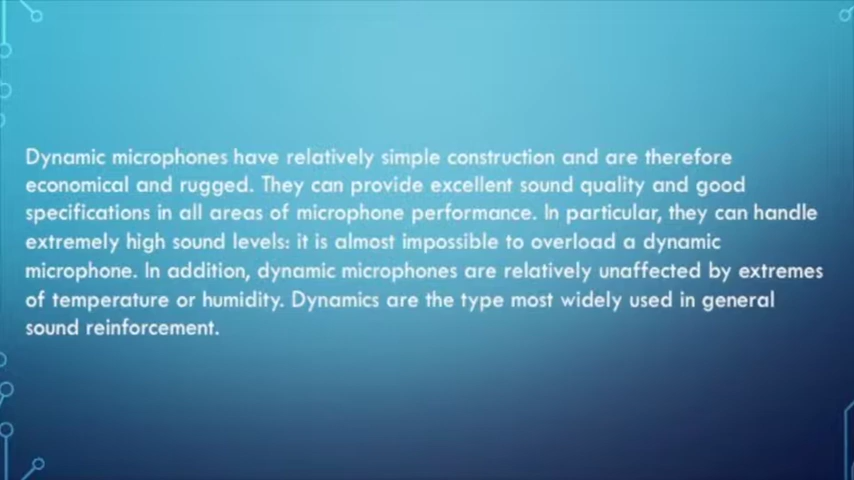 Dynamic microphones have relatively simple construction and are therefore
economical and rugged. They can provide excellent sound quality and good
specifications in all areas of microphone performance. In particular, they can handle
extremely high sound levels: it is almost impossible to overload a dynamic
microphone. In addition, dynamic microphones are relatively unaffected by extremes
of temperature or humidity. Dynamics are the type most widely used in general
sound reinforcement.